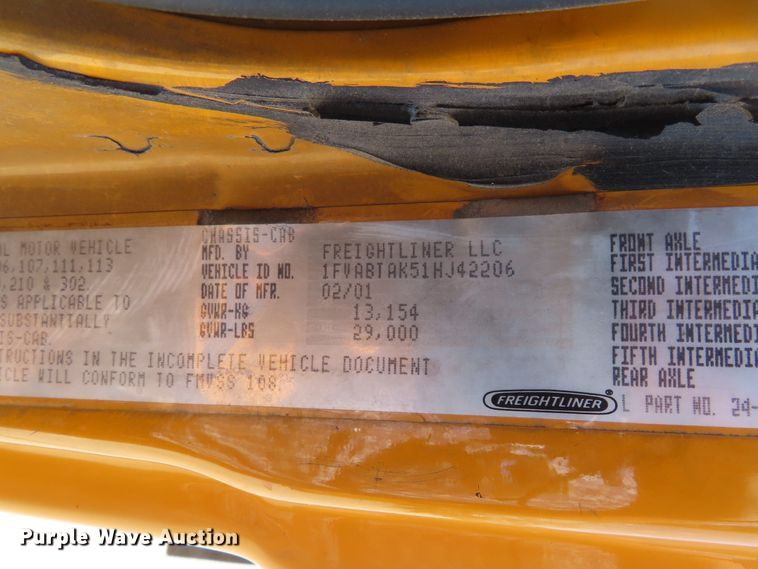 CHASSIS-CAB
MOTOR VEHICLE
MFD. BY FREIGHTLINER LLC
107,111,113
VEHICLE ID NO. 1FVABTAK51HJ42206
210 & 302.
DATE OF MFR. 02/01
APPLICABLE TO
GVWR-KG 13,154
SUBSTANTIALLY
GVWR-LBS 29,000
IS-CAB.
TRUCTIONS IN THE INCOMPLETE VEHICLE DOCUMENT
ICLE WILL CONFORM TO FMVSS 108
FRONT AXLE
FIRST INTERMEDIA
SECOND INTERMEDIA
THIRD INTERMEDIA
FOURTH INTERMEDIA
FIFTH INTERMEDIA
REAR AXLE
FREIGHTLINER
L PART NO. 24-
Purple Wave Auction